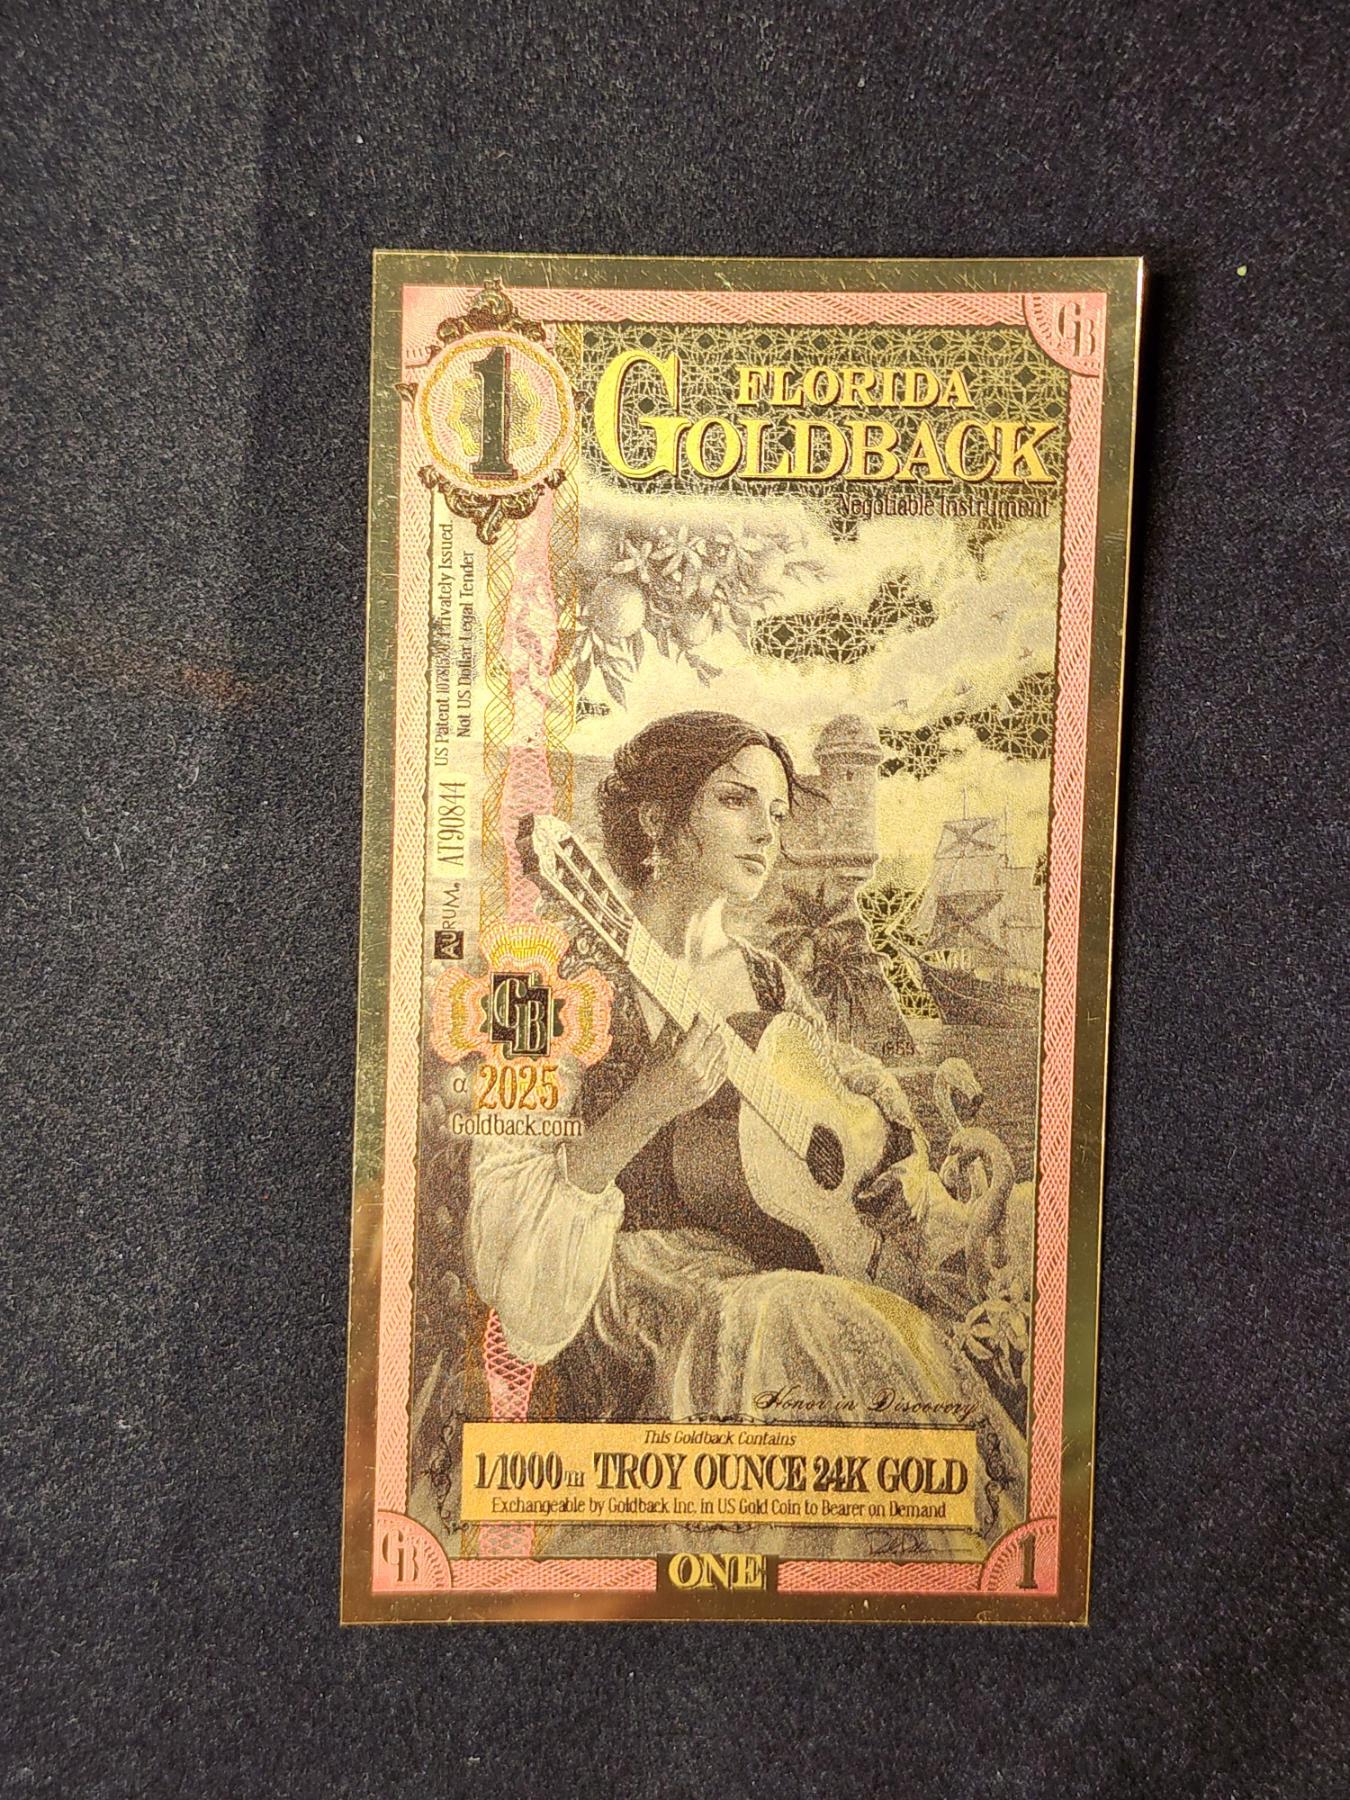 1
GB
FLORIDA
GOLDBACK
Negotiable Instrument
US Patent Privately Issued.
Not US Dollar Legal Tender
AT90844
AURUM.
GB
α 2025
Goldback.com
Honor in Discovery
This Goldback Contains
1/1000TH TROY OUNCE 24K GOLD
Exchangeable by Goldback Inc. in US Gold Coin to Bearer on Demand
GB
ONE
1